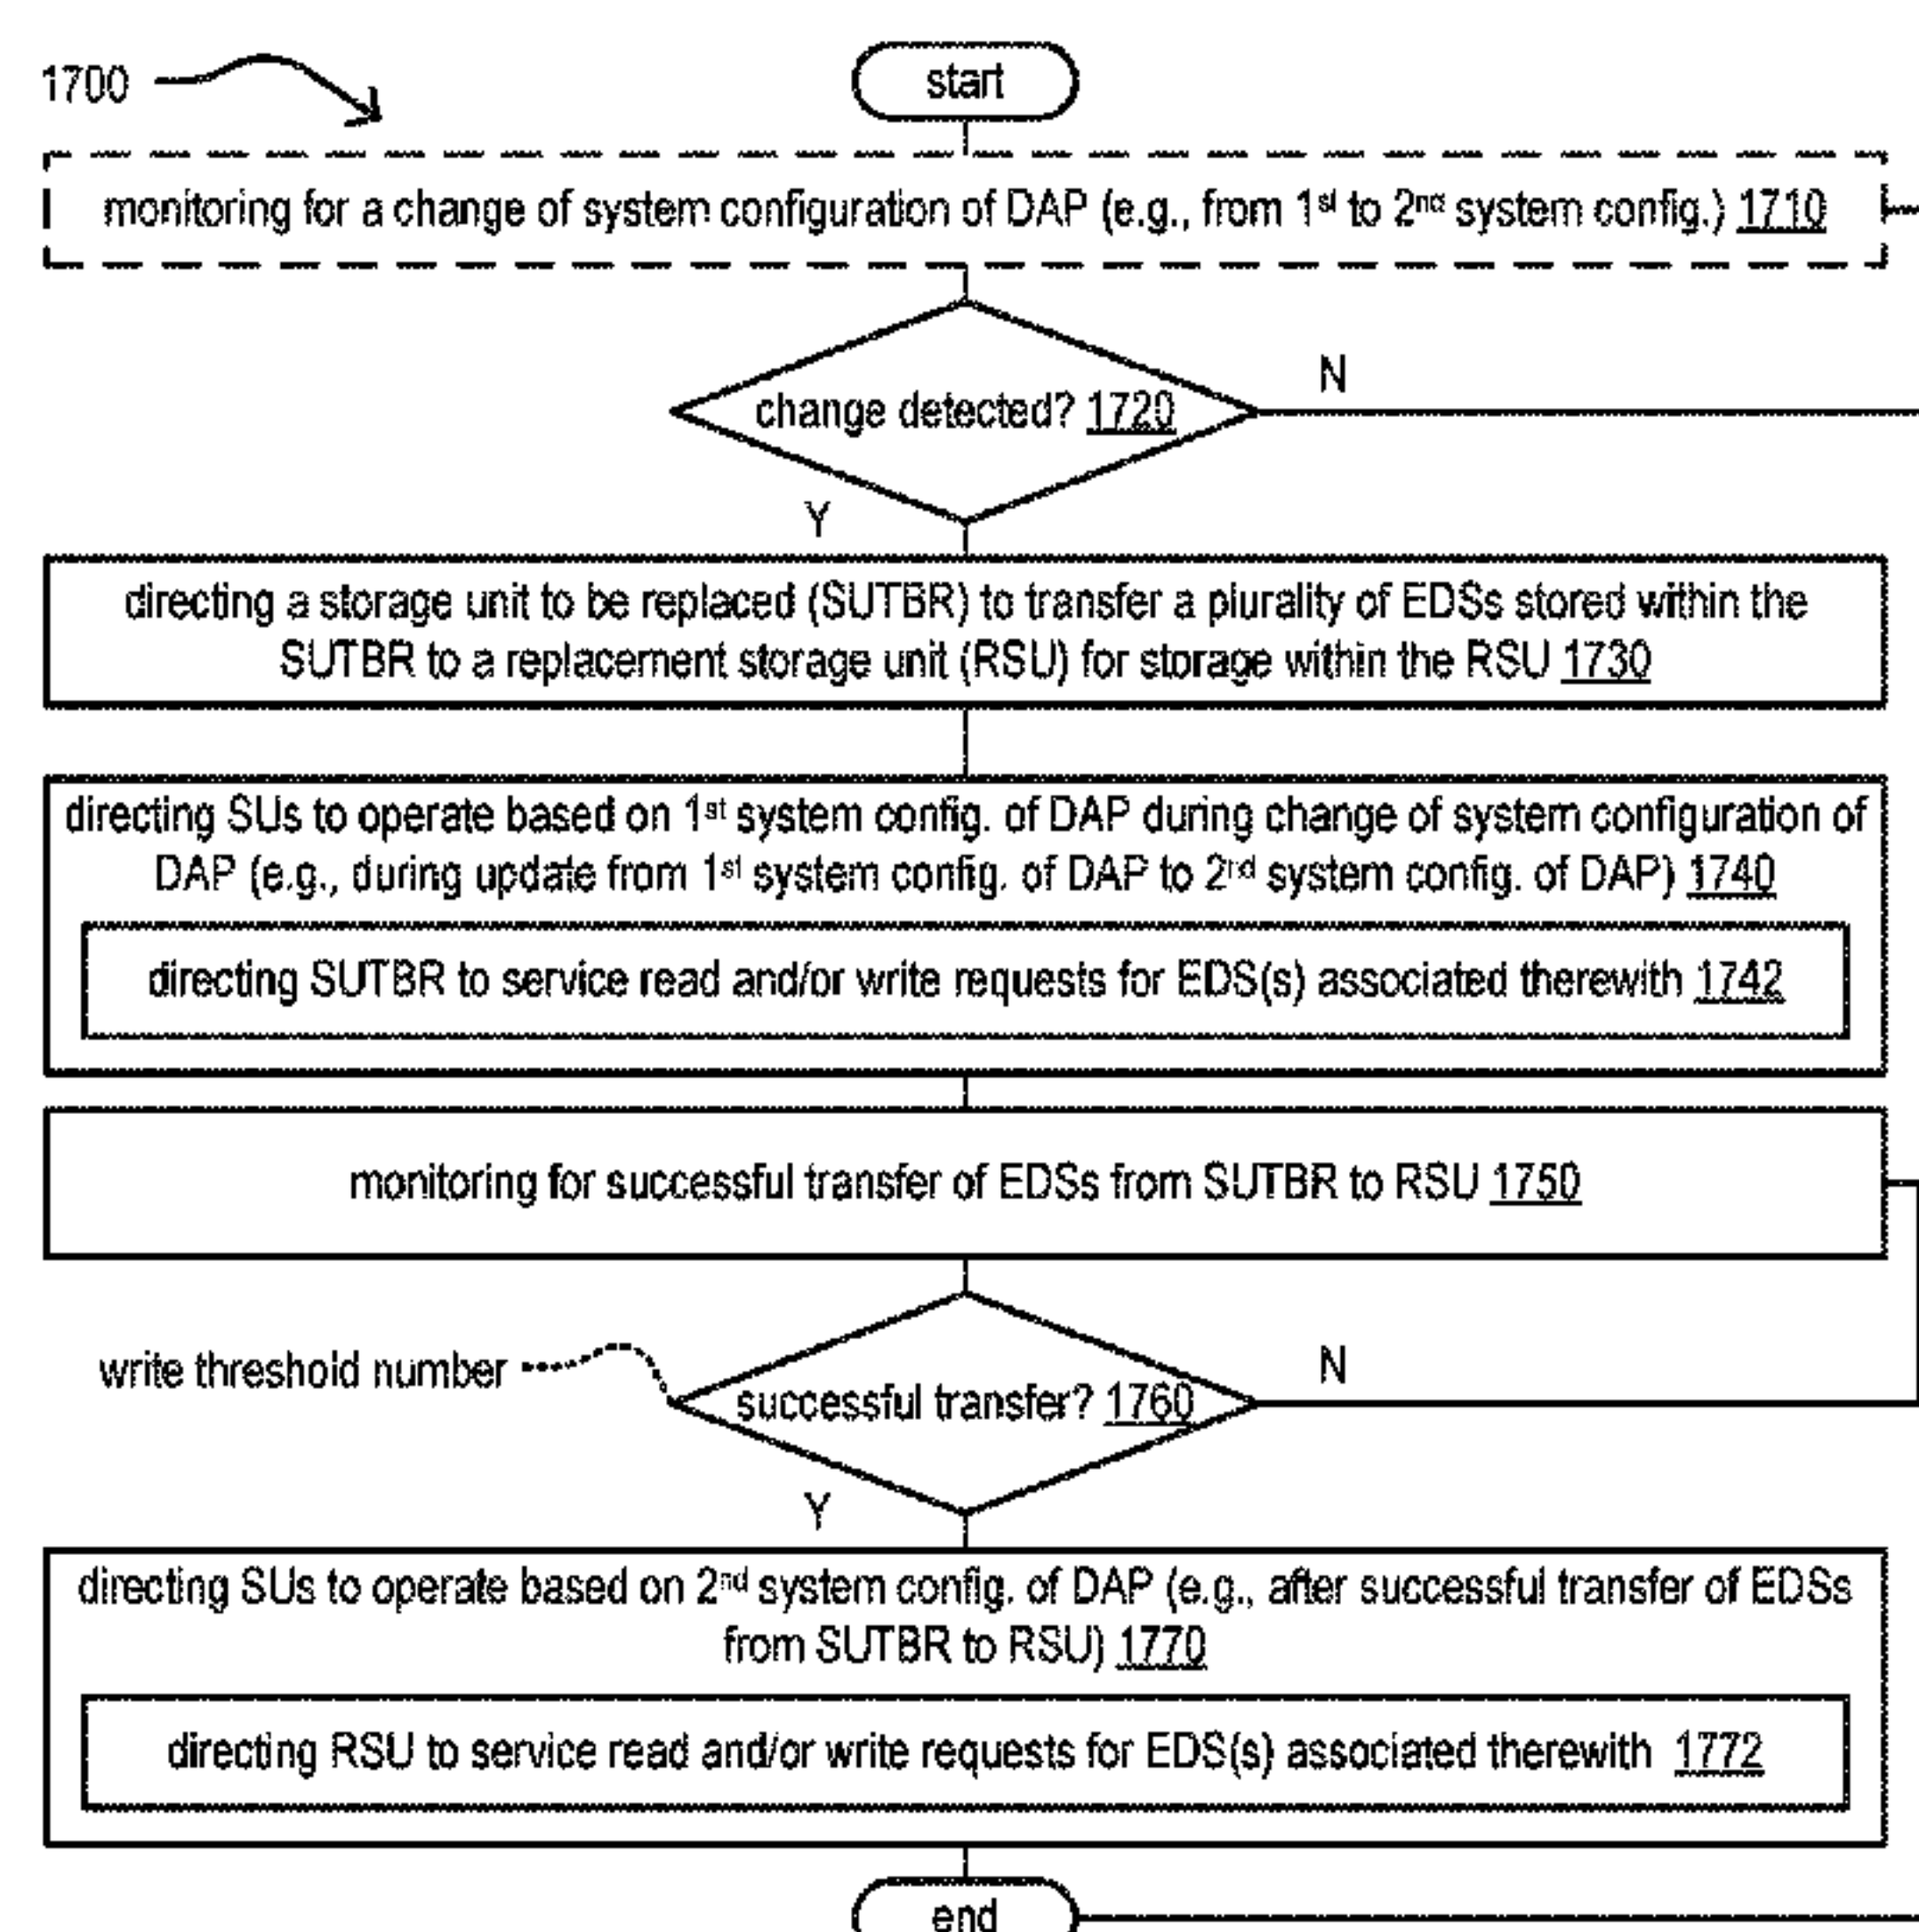 1700
start
monitoring for a change of system configuration of DAP (e.g., from 1st to 2nd system config.) 1710
change detected? 1720
N
Y
directing a storage unit to be replaced (SUTBR) to transfer a plurality of EDSs stored within the
SUTBR to a replacement storage unit (RSU) for storage within the RSU 1730
directing SUs to operate based on 1st system config. of DAP during change of system configuration of
DAP (e.g., during update from 1st system config. of DAP to 2nd system config. of DAP) 1740
directing SUTBR to service read and/or write requests for EDS(s) associated therewith 1742
monitoring for successful transfer of EDSs from SUTBR to RSU 1750
write threshold number
successful transfer? 1760
N
Y
directing SUs to operate based on 2nd system config. of DAP (e.g., after successful transfer of EDSs
from SUTBR to RSU) 1770
directing RSU to service read and/or write requests for EDS(s) associated therewith 1772
end